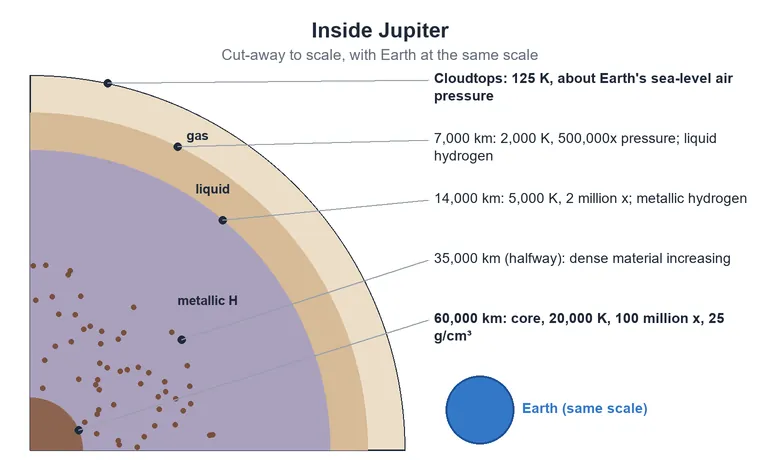 Inside Jupiter
Cut-away to scale, with Earth at the same scale
Cloudtops: 125 K, about Earth's sea-level air
pressure
gas
7,000 km: 2,000 K, 500,000x pressure; liquid
hydrogen
liquid
14,000 km: 5,000 K, 2 million x; metallic hydrogen
35,000 km (halfway): dense material increasing
metallic H
60,000 km: core, 20,000 K, 100 million x, 25
g/cm³
Earth (same scale)